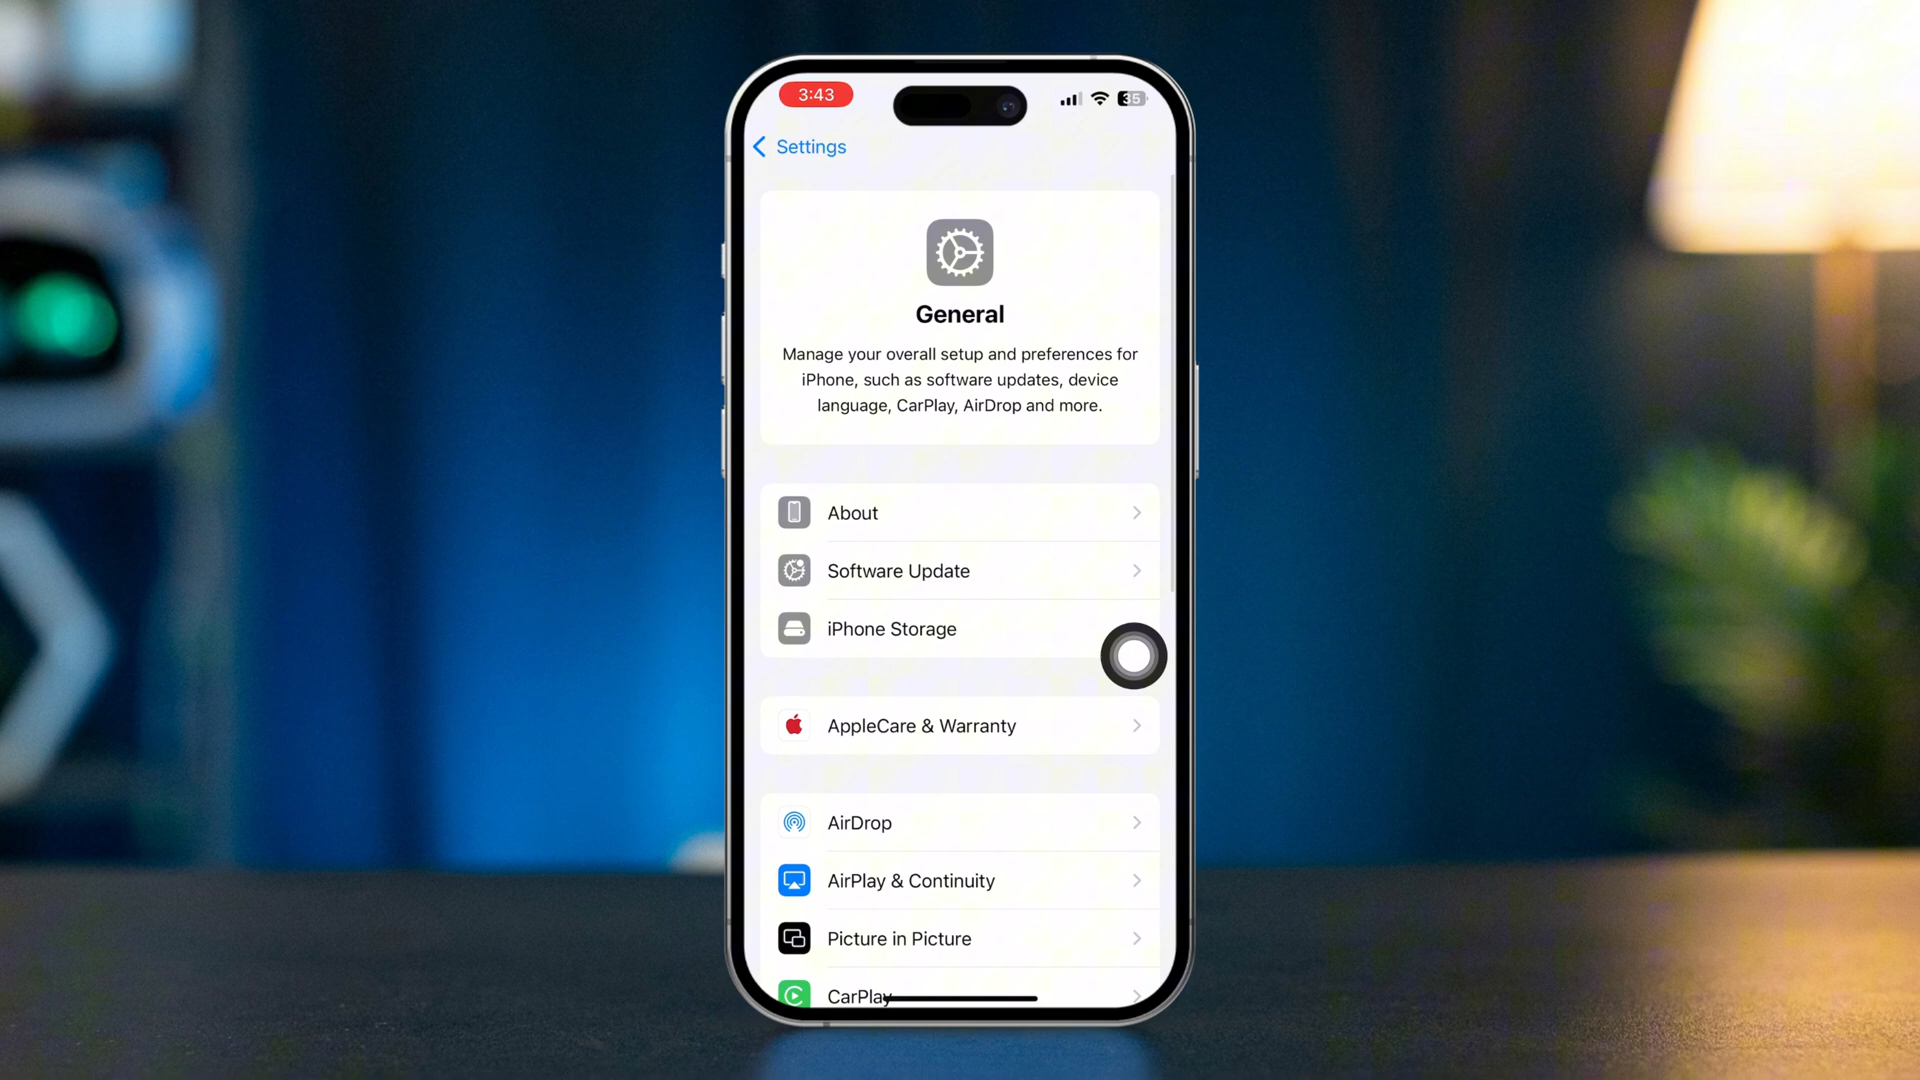 3:43
35
Settings
General
Manage your overall setup and preferences for
iPhone, such as software updates, device
language, CarPlay, AirDrop and more.
About
Software Update
iPhone Storage
AppleCare & Warranty
AirDrop
AirPlay & Continuity
Picture in Picture
CarPlay